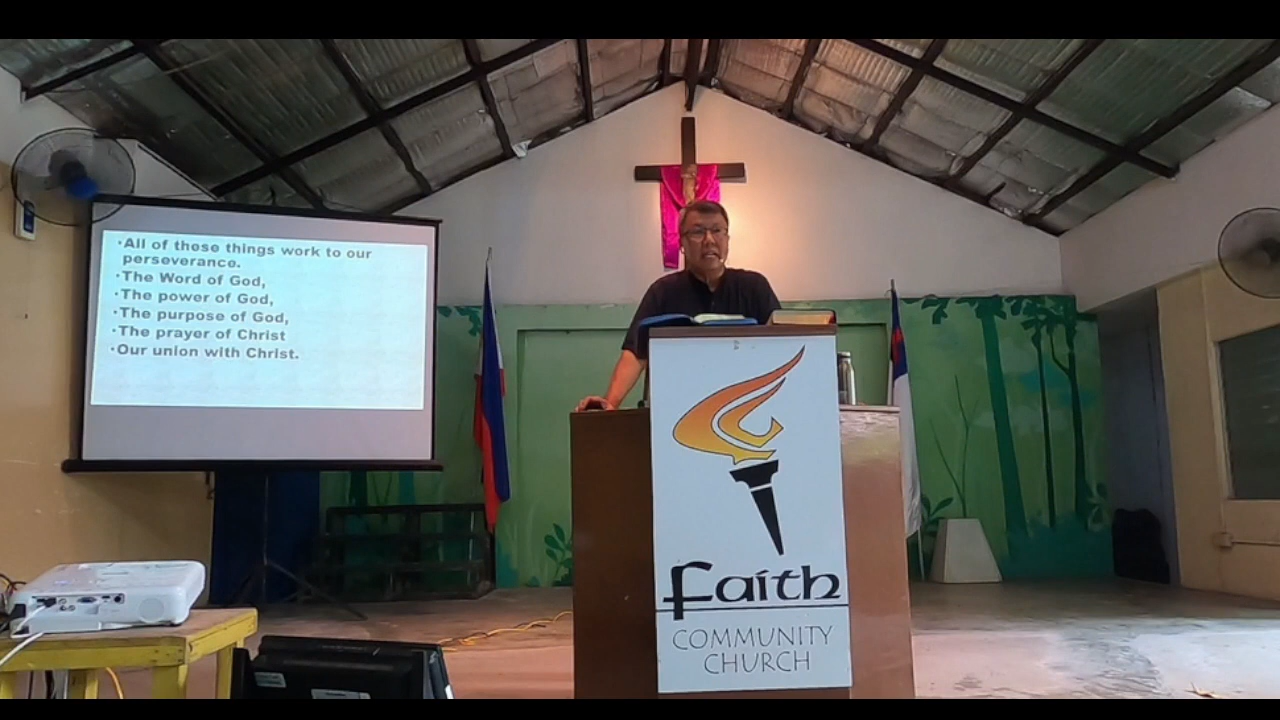 •All of these things work to our
perseverance.
•The Word of God,
•The power of God,
•The purpose of God,
•The prayer of Christ
•Our union with Christ.
Faith
COMMUNITY
CHURCH